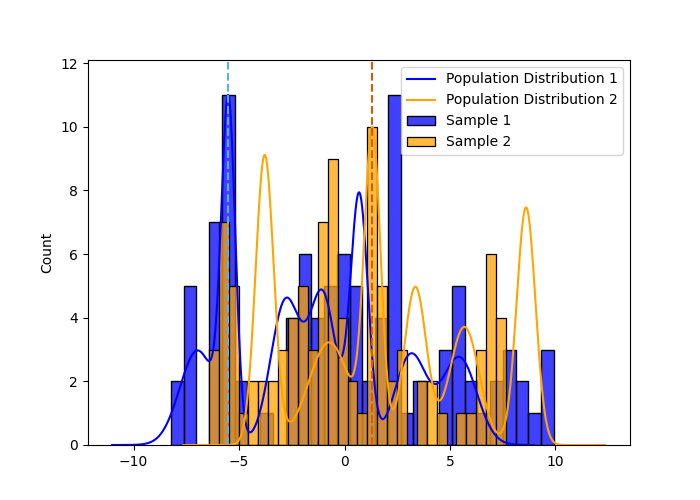 12
10
8
6
4
2
0
Count
−10
−5
0
5
10
Population Distribution 1
Population Distribution 2
Sample 1
Sample 2